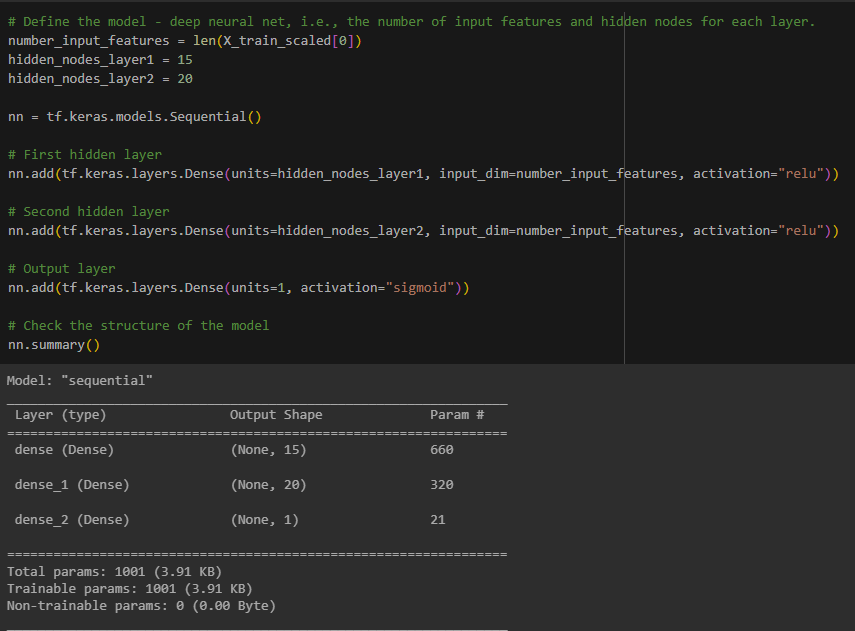 # Define the model - deep neural net, i.e., the number of input features and hidden nodes for each layer.
number_input_features = len(X_train_scaled[0])
hidden_nodes_layer1 = 15
hidden_nodes_layer2 = 20
nn = tf.keras.models.Sequential()
# First hidden layer
nn.add(tf.keras.layers.Dense(units=hidden_nodes_layer1, input_dim=number_input_features, activation="relu"))
# Second hidden layer
nn.add(tf.keras.layers.Dense(units=hidden_nodes_layer2, input_dim=number_input_features, activation="relu"))
# Output layer
nn.add(tf.keras.layers.Dense(units=1, activation="sigmoid"))
# Check the structure of the model
nn.summary()
Model: "sequential"
_________________________________________________________________
Layer (type) Output Shape Param #
=================================================================
dense (Dense) (None, 15) 660
dense_1 (Dense) (None, 20) 320
dense_2 (Dense) (None, 1) 21
=================================================================
Total params: 1001 (3.91 KB)
Trainable params: 1001 (3.91 KB)
Non-trainable params: 0 (0.00 Byte)
_________________________________________________________________